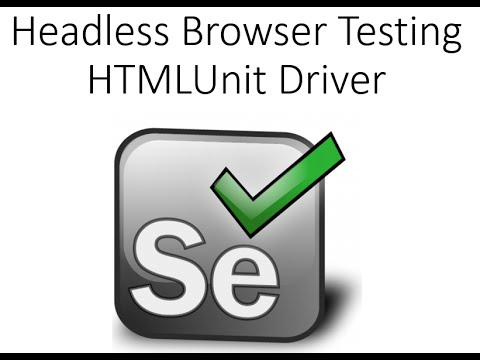 Headless Browser Testing
HTMLUnit Driver
Se